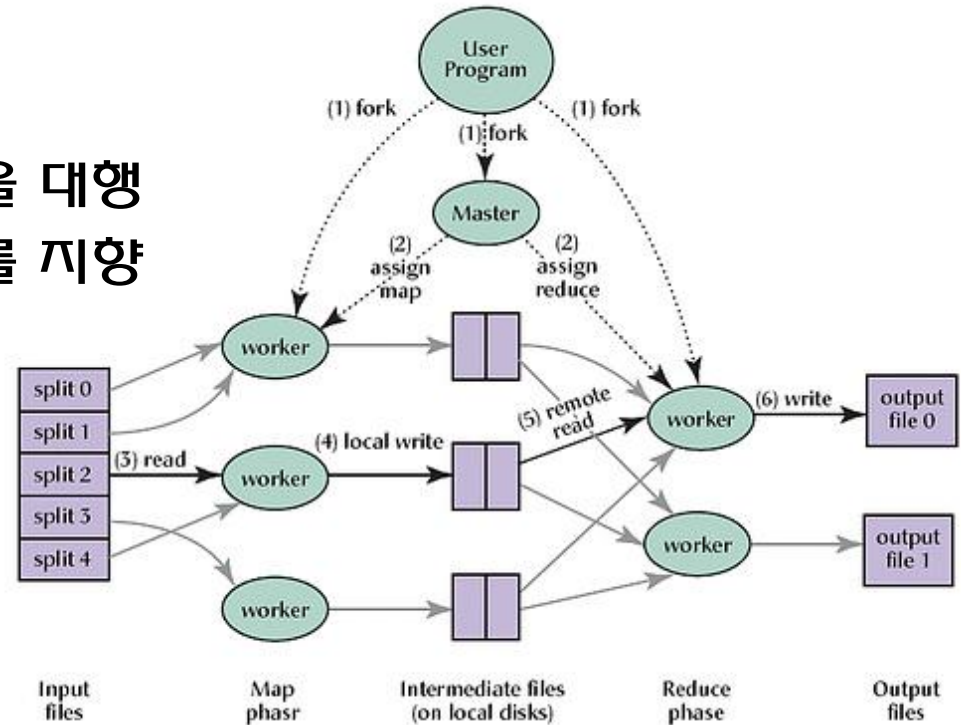 User
Program
(1) fork
(1) fork
(1) fork
을 대행
를 지향
Master
(2)
assign
map
(2)
assign
reduce
worker
split 0
split 1
split 2
split 3
split 4
(3) read
worker
(4) local write
(5) remote
read
worker
(6) write
output
file 0
worker
output
file 1
worker
Input
files
Map
phasr
Intermediate files
(on local disks)
Reduce
phase
Output
files